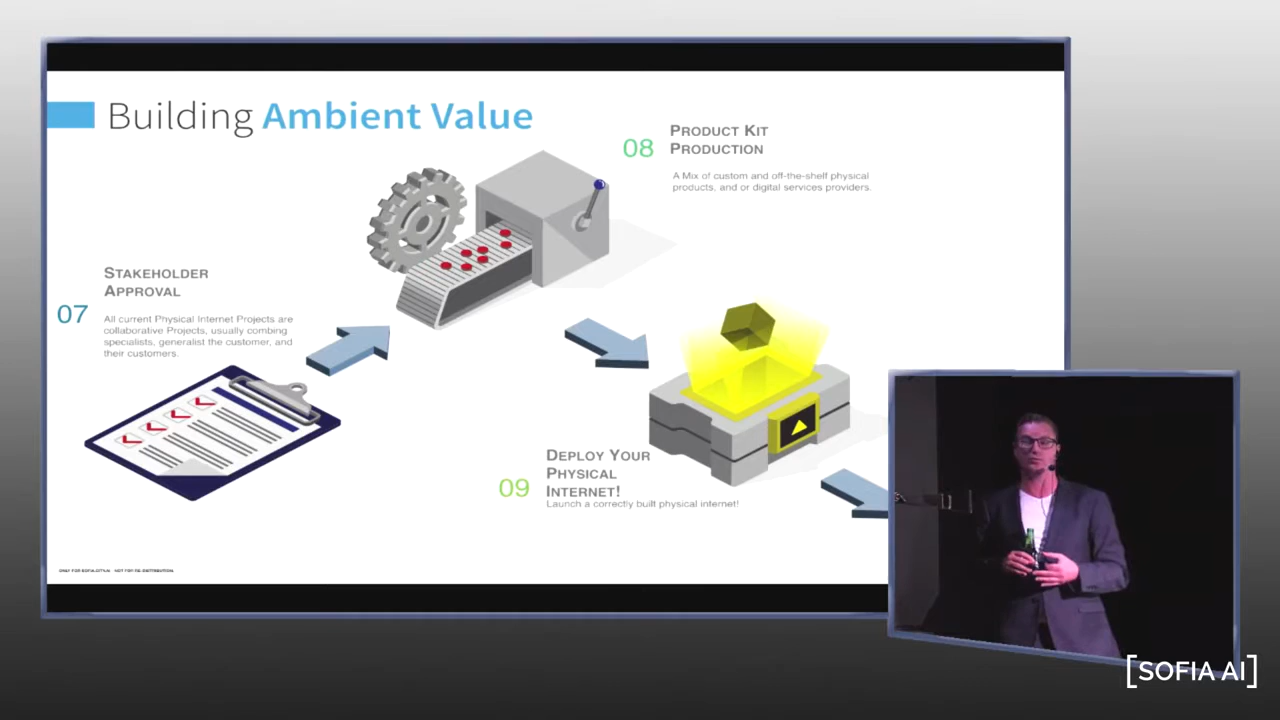 Building Ambient Value
08
PRODUCT KIT
PRODUCTION
A Mix of custom and off-the-shelf physical
products, and or digital services providers.
07
STAKEHOLDER
APPROVAL
All current Physical Internet Projects are
collaborative Projects, usually combing
specialists, generalist the customer, and
their customers.
09
DEPLOY YOUR
PHYSICAL
INTERNET!
Launch a correctly built physical internet!
[SOFIA AI]